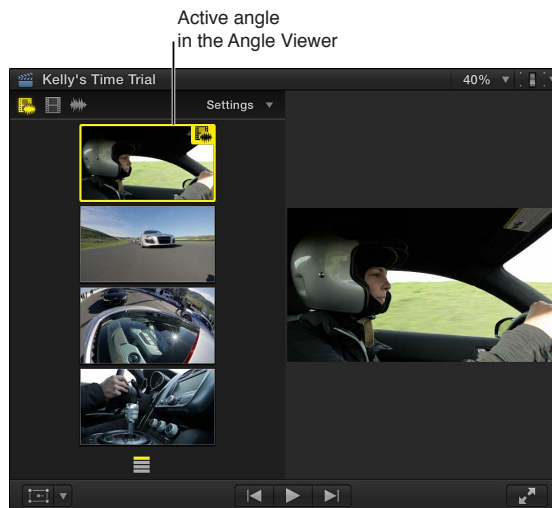 Active angle
in the Angle Viewer
Kelly's Time Trial
40%
Settings